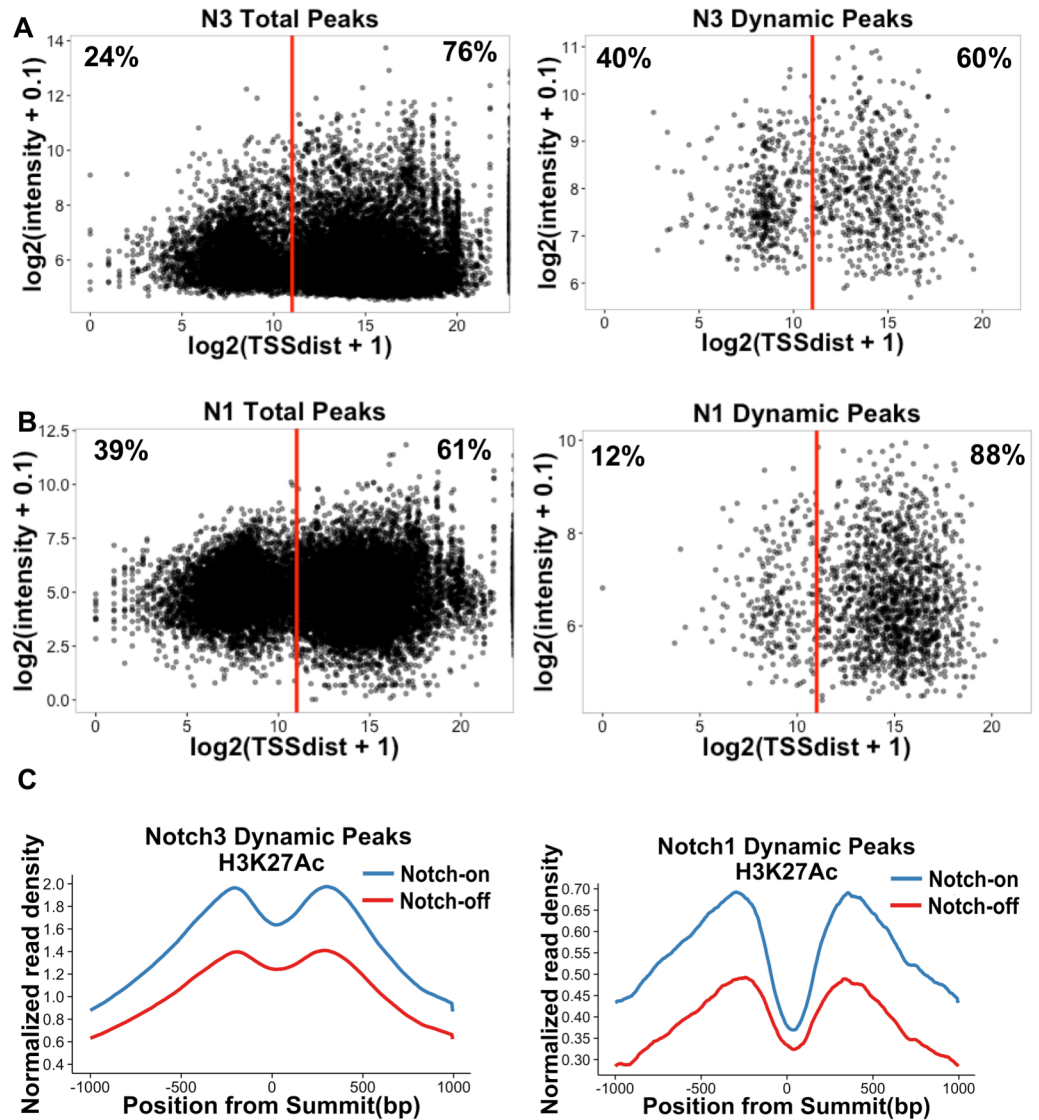 A
N3 Total Peaks
24%
76%
log2(intensity + 0.1)
14
12
10
8
6
0
5
10
15
20
log2(TSSdist + 1)
N3 Dynamic Peaks
40%
60%
log2(intensity + 0.1)
11
10
9
8
7
6
0
5
10
15
20
log2(TSSdist + 1)
B
N1 Total Peaks
39%
61%
log2(intensity + 0.1)
12.5
10.0
7.5
5.0
2.5
0.0
0
5
10
15
20
log2(TSSdist + 1)
N1 Dynamic Peaks
12%
88%
log2(intensity + 0.1)
10
8
6
0
5
10
15
20
log2(TSSdist + 1)
C
Notch3 Dynamic Peaks
H3K27Ac
Notch-on
Notch-off
Normalized read density
2.0
1.8
1.6
1.4
1.2
1.0
0.8
0.6
0.4
-1000
-500
0
500
1000
Position from Summit(bp)
Notch1 Dynamic Peaks
H3K27Ac
Notch-on
Notch-off
Normalized read density
0.70
0.65
0.60
0.55
0.50
0.45
0.40
0.35
0.30
-1000
-500
0
500
1000
Position from Summit(bp)